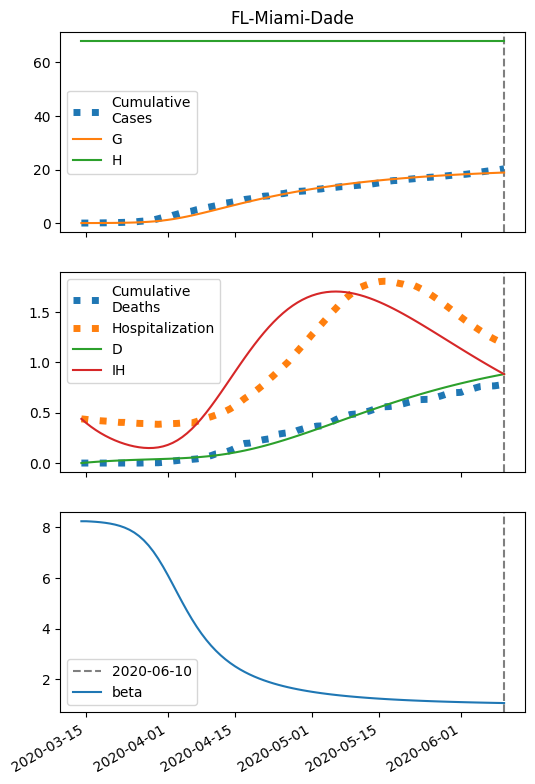 FL-Miami-Dade
60
40
20
0
Cumulative
Cases
G
H
1.5
1.0
0.5
0.0
Cumulative
Deaths
Hospitalization
D
IH
8
6
4
2
2020-06-10
beta
2020-03-15
2020-04-01
2020-04-15
2020-05-01
2020-05-15
2020-06-01